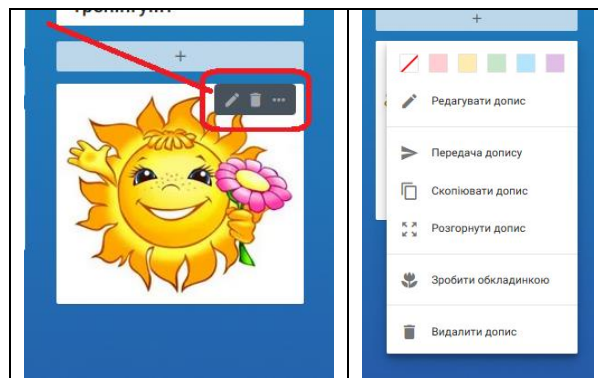 +
+
Редагувати допис
Передача допису
Скопіювати допис
Розгорнути допис
Зробити обкладинкою
Видалити допис